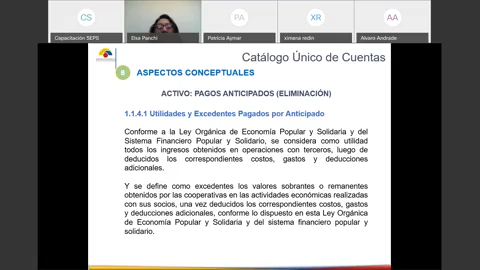 CS
PA
XR
AA
Capacitación SEPS
Elsa Panchi
Patricia Aymar
ximena redin
Alvaro Andrade
Catálogo Único de Cuentas
8 ASPECTOS CONCEPTUALES
ACTIVO: PAGOS ANTICIPADOS (ELIMINACIÓN)
1.1.4.1 Utilidades y Excedentes Pagados por Anticipado
Conforme a la Ley Orgánica de Economía Popular y Solidaria y del
Sistema Financiero Popular y Solidario, se considera como utilidad
todos los ingresos obtenidos en operaciones con terceros, luego de
deducidos los correspondientes costos, gastos y deducciones
adicionales.
Y se define como excedentes los valores sobrantes o remanentes
obtenidos por las cooperativas en las actividades económicas realizadas
con sus socios, una vez deducidos los correspondientes costos, gastos
y deducciones adicionales, conforme lo dispuesto en esta Ley Orgánica
de Economía Popular y Solidaria y del sistema financiero popular y
solidario.